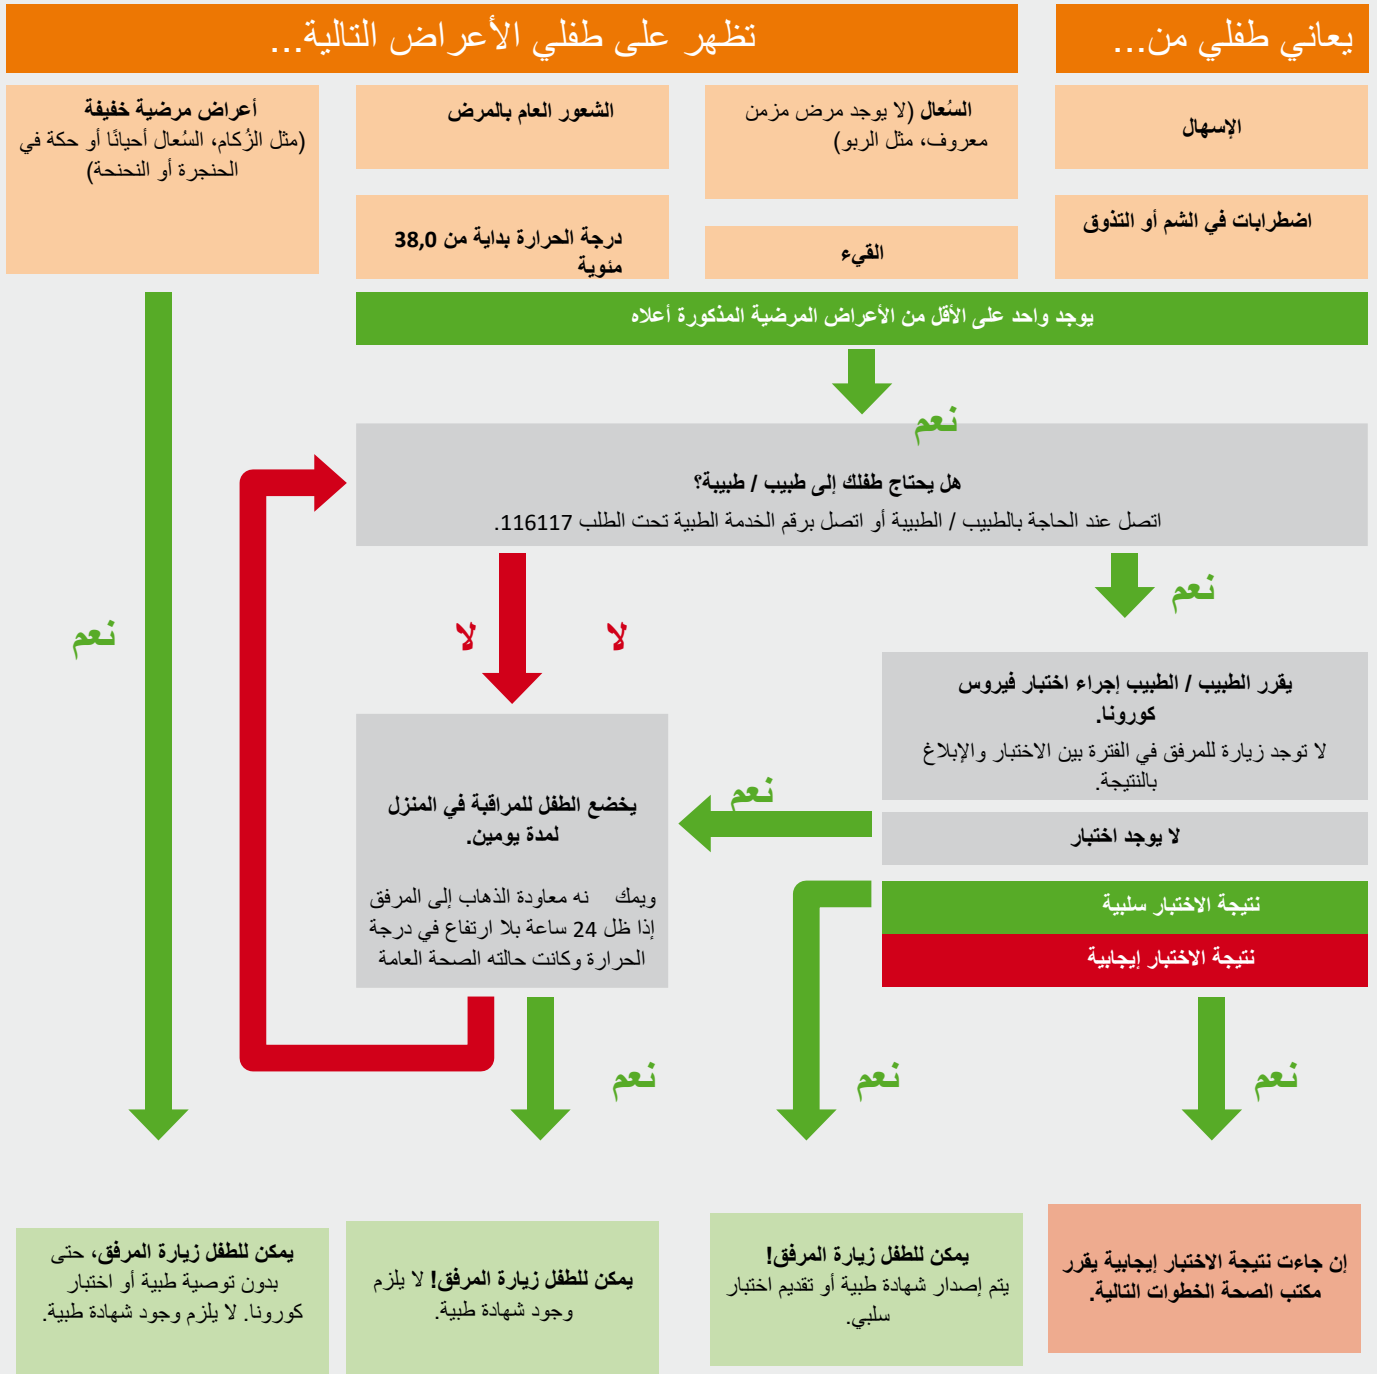 يعاني طفلي من...
تظهر على طفلي الأعراض التالية...
الإسهال
السُعال (لا يوجد مرض مزمن
معروف، مثل الربو)
الشعور العام بالمرض
أعراض مرضية خفيفة
(مثل الزُكام، السُعال أحيانًا أو حكة في
الحنجرة أو النحنحة)
اضطرابات في الشم أو التذوق
القيء
درجة الحرارة بداية من 38,0
مئوية
يوجد واحد على الأقل من الأعراض المرضية المذكورة أعلاه
نعم
هل يحتاج طفلك إلى طبيب / طبيبة؟
اتصل عند الحاجة بالطبيب / الطبيبة أو اتصل برقم الخدمة الطبية تحت الطلب 116117.
نعم
لا
لا
نعم
يقرر الطبيب / الطبيب إجراء اختبار فيروس
كورونا.
لا توجد زيارة للمرفق في الفترة بين الاختبار والإبلاغ
بالنتيجة.
نعم
لا يوجد اختبار
نتيجة الاختبار سلبية
نتيجة الاختبار إيجابية
يخضع الطفل للمراقبة في المنزل
لمدة يومين.
ويمك نه معاودة الذهاب إلى المرفق
إذا ظل 24 ساعة بلا ارتفاع في درجة
الحرارة وكانت حالته الصحة العامة
نعم
نعم
نعم
إن جاءت نتيجة الاختبار إيجابية يقرر
مكتب الصحة الخطوات التالية.
يمكن للطفل زيارة المرفق!
يتم إصدار شهادة طبية أو تقديم اختبار
سلبي.
يمكن للطفل زيارة المرفق! لا يلزم
وجود شهادة طبية.
يمكن للطفل زيارة المرفق، حتى
بدون توصية طبية أو اختبار
كورونا. لا يلزم وجود شهادة طبية.